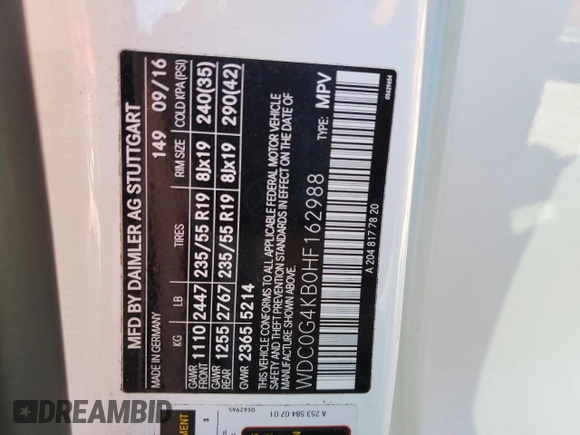 MFD BY DAIMLER AG STUTTGART
MADE IN GERMANY 149 09/16
KG LB TIRES RIM SIZE COLD KPA(PSI)
GAWR FRONT 1110 2447 235/55 R19 8Jx19 240(35)
GAWR REAR 1255 2767 235/55 R19 8Jx19 290(42)
GVWR 2365 5214
THIS VEHICLE CONFORMS TO ALL APPLICABLE FEDERAL MOTOR VEHICLE
SAFETY AND THEFT PREVENTION STANDARDS IN EFFECT ON THE DATE OF
MANUFACTURE INDICATED ABOVE.
WDC0G4KB0HF162988 TYPE: MPV
A 204 817 78 20
A 253 584 07 01
3
DREAMBID